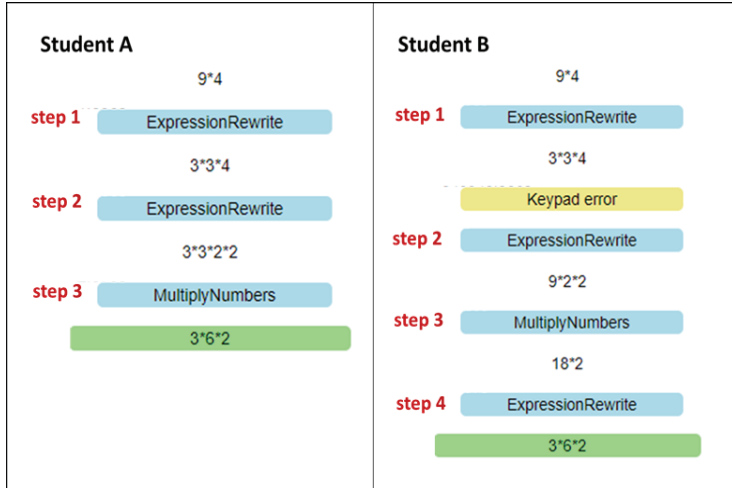 Student A
9*4
step 1
ExpressionRewrite
3*3*4
step 2
ExpressionRewrite
3*3*2*2
step 3
MultiplyNumbers
3*6*2
Student B
9*4
step 1
ExpressionRewrite
3*3*4
Keypad error
step 2
ExpressionRewrite
9*2*2
step 3
MultiplyNumbers
18*2
step 4
ExpressionRewrite
3*6*2